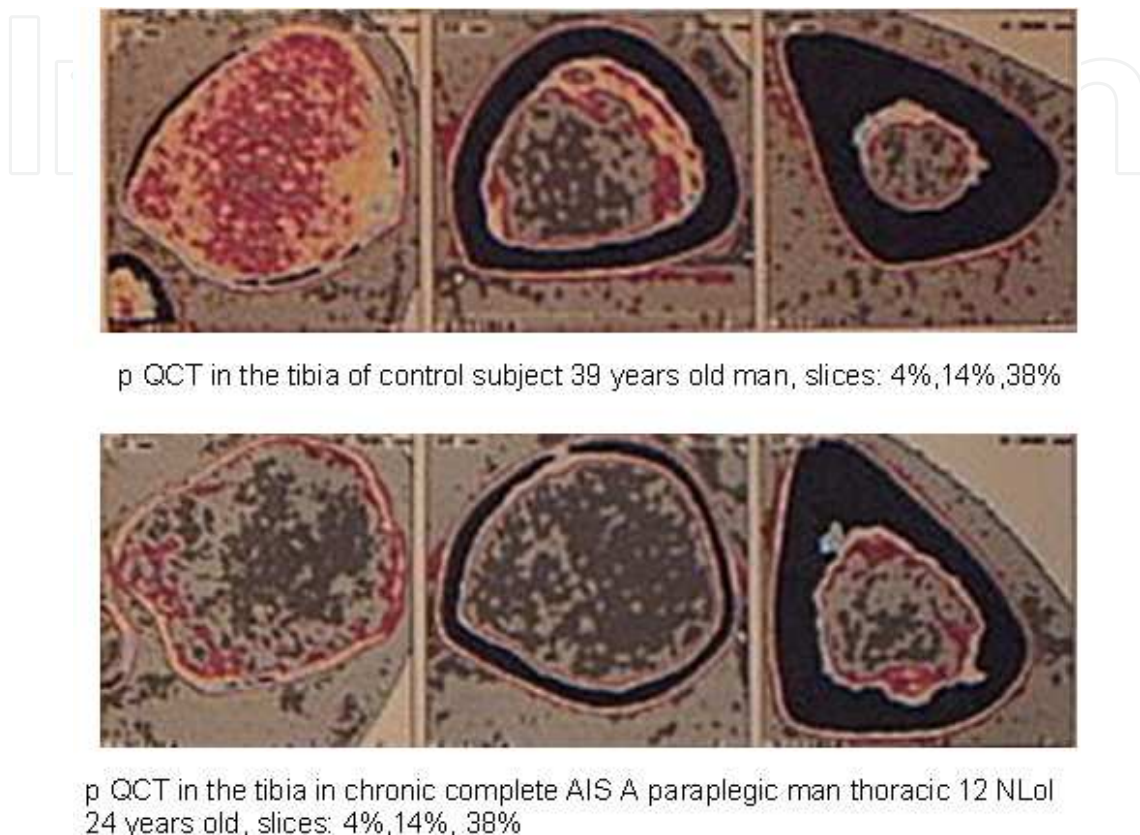 p QCT in the tibia of control subject 39 years old man, slices: 4%,14%,38%
p QCT in the tibia in chronic complete AIS A paraplegic man thoracic 12 NLol
24 years old, slices: 4%,14%, 38%